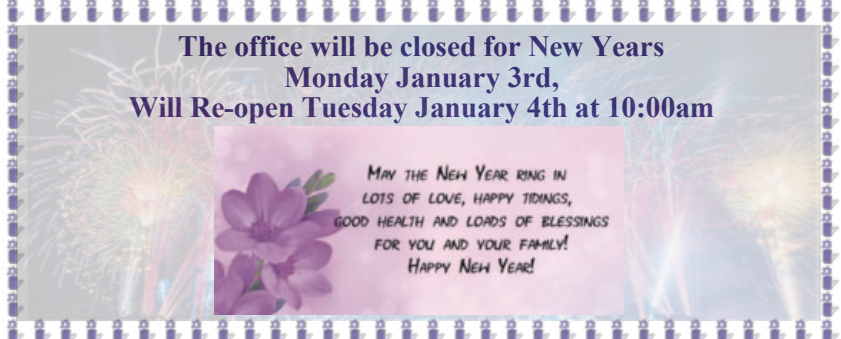 The office will be closed for New Years
Monday January 3rd,
Will Re-open Tuesday January 4th at 10:00am
May the New Year ring in
lots of love, happy tidings,
good health and loads of blessings
for you and your family!
Happy New Year!